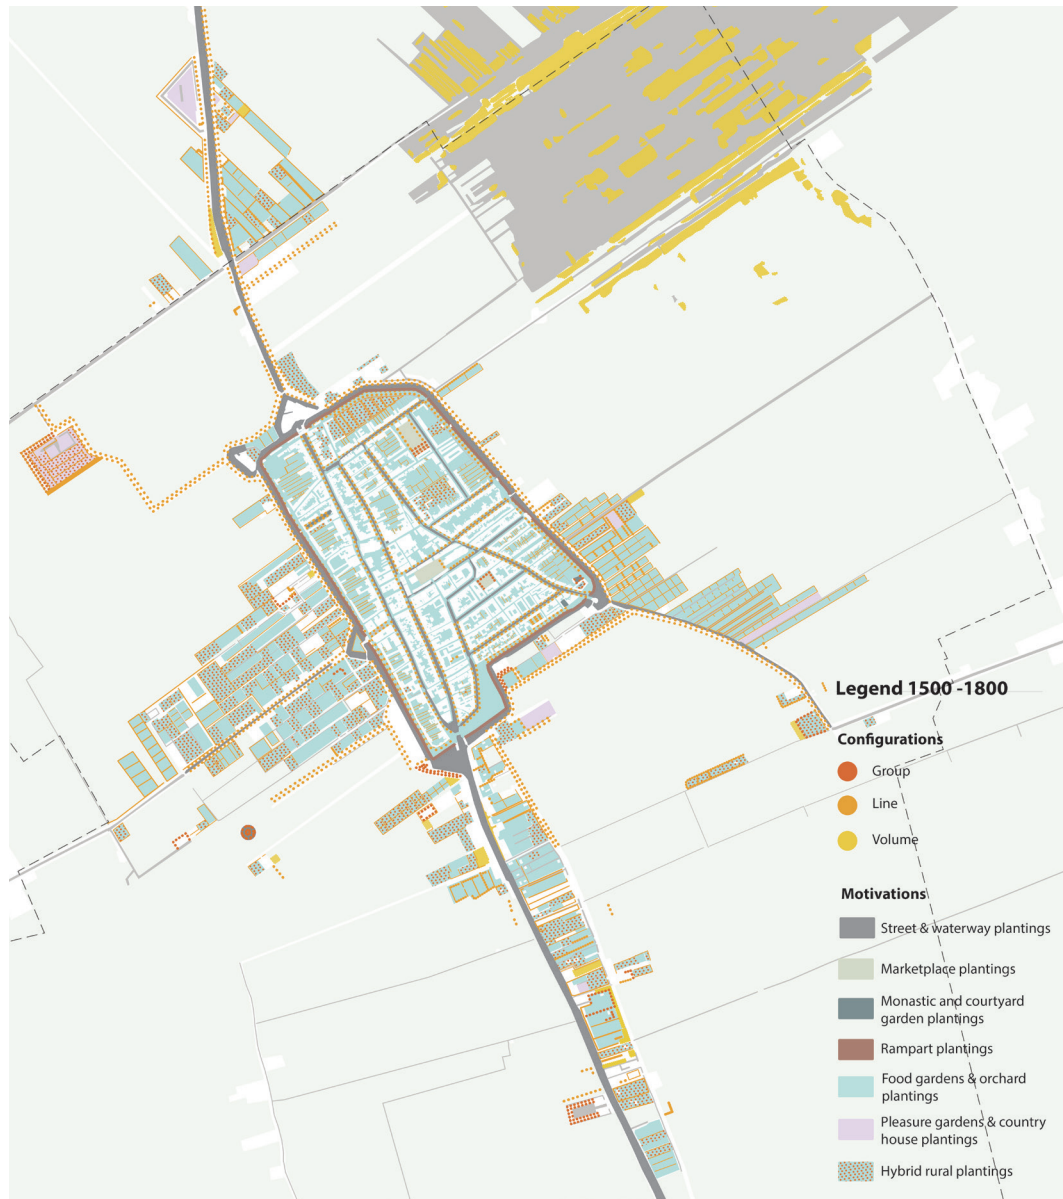 Legend 1500 -1800
Configurations
Group
Line
Volume
Motivations
Street & waterway plantings
Marketplace plantings
Monastic and courtyard
garden plantings
Rampart plantings
Food gardens & orchard
plantings
Pleasure gardens & country
house plantings
Hybrid rural plantings